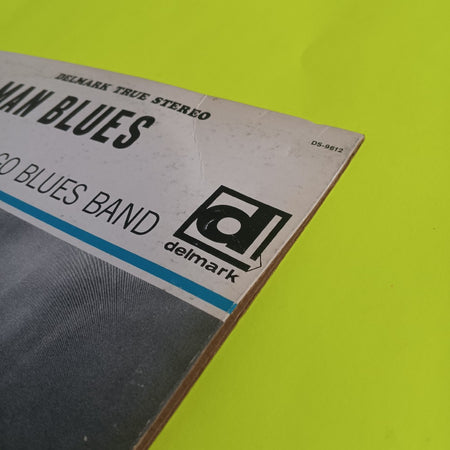 DELMARK TRUE STEREO
MAN BLUES
DS-9612
GO BLUES BAND
d
delmark